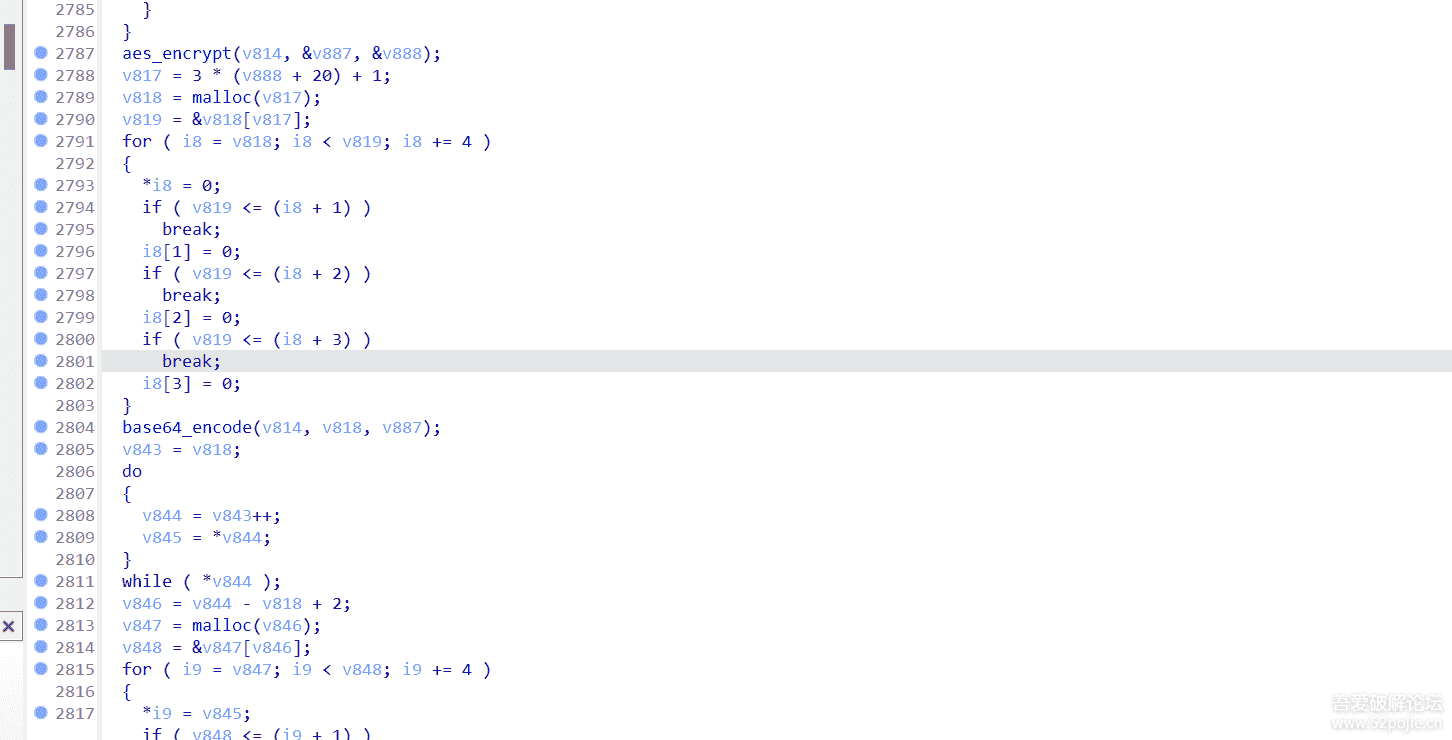 2785 }
2786 }
2787 aes_encrypt(v814, &v887, &v888);
2788 v817 = 3 * (v888 + 20) + 1;
2789 v818 = malloc(v817);
2790 v819 = &v818[v817];
2791 for ( i8 = v818; i8 < v819; i8 += 4 )
2792 {
2793 *i8 = 0;
2794 if ( v819 <= (i8 + 1) )
2795 break;
2796 i8[1] = 0;
2797 if ( v819 <= (i8 + 2) )
2798 break;
2799 i8[2] = 0;
2800 if ( v819 <= (i8 + 3) )
2801 break;
2802 i8[3] = 0;
2803 }
2804 base64_encode(v814, v818, v887);
2805 v843 = v818;
2806 do
2807 {
2808 v844 = v843++;
2809 v845 = *v844;
2810 }
2811 while ( *v844 );
2812 v846 = v844 - v818 + 2;
2813 v847 = malloc(v846);
2814 v848 = &v847[v846];
2815 for ( i9 = v847; i9 < v848; i9 += 4 )
2816 {
2817 *i9 = v845;
if ( v848 <= (i9 + 1) )
吾爱破解论坛
www.52pojie.cn